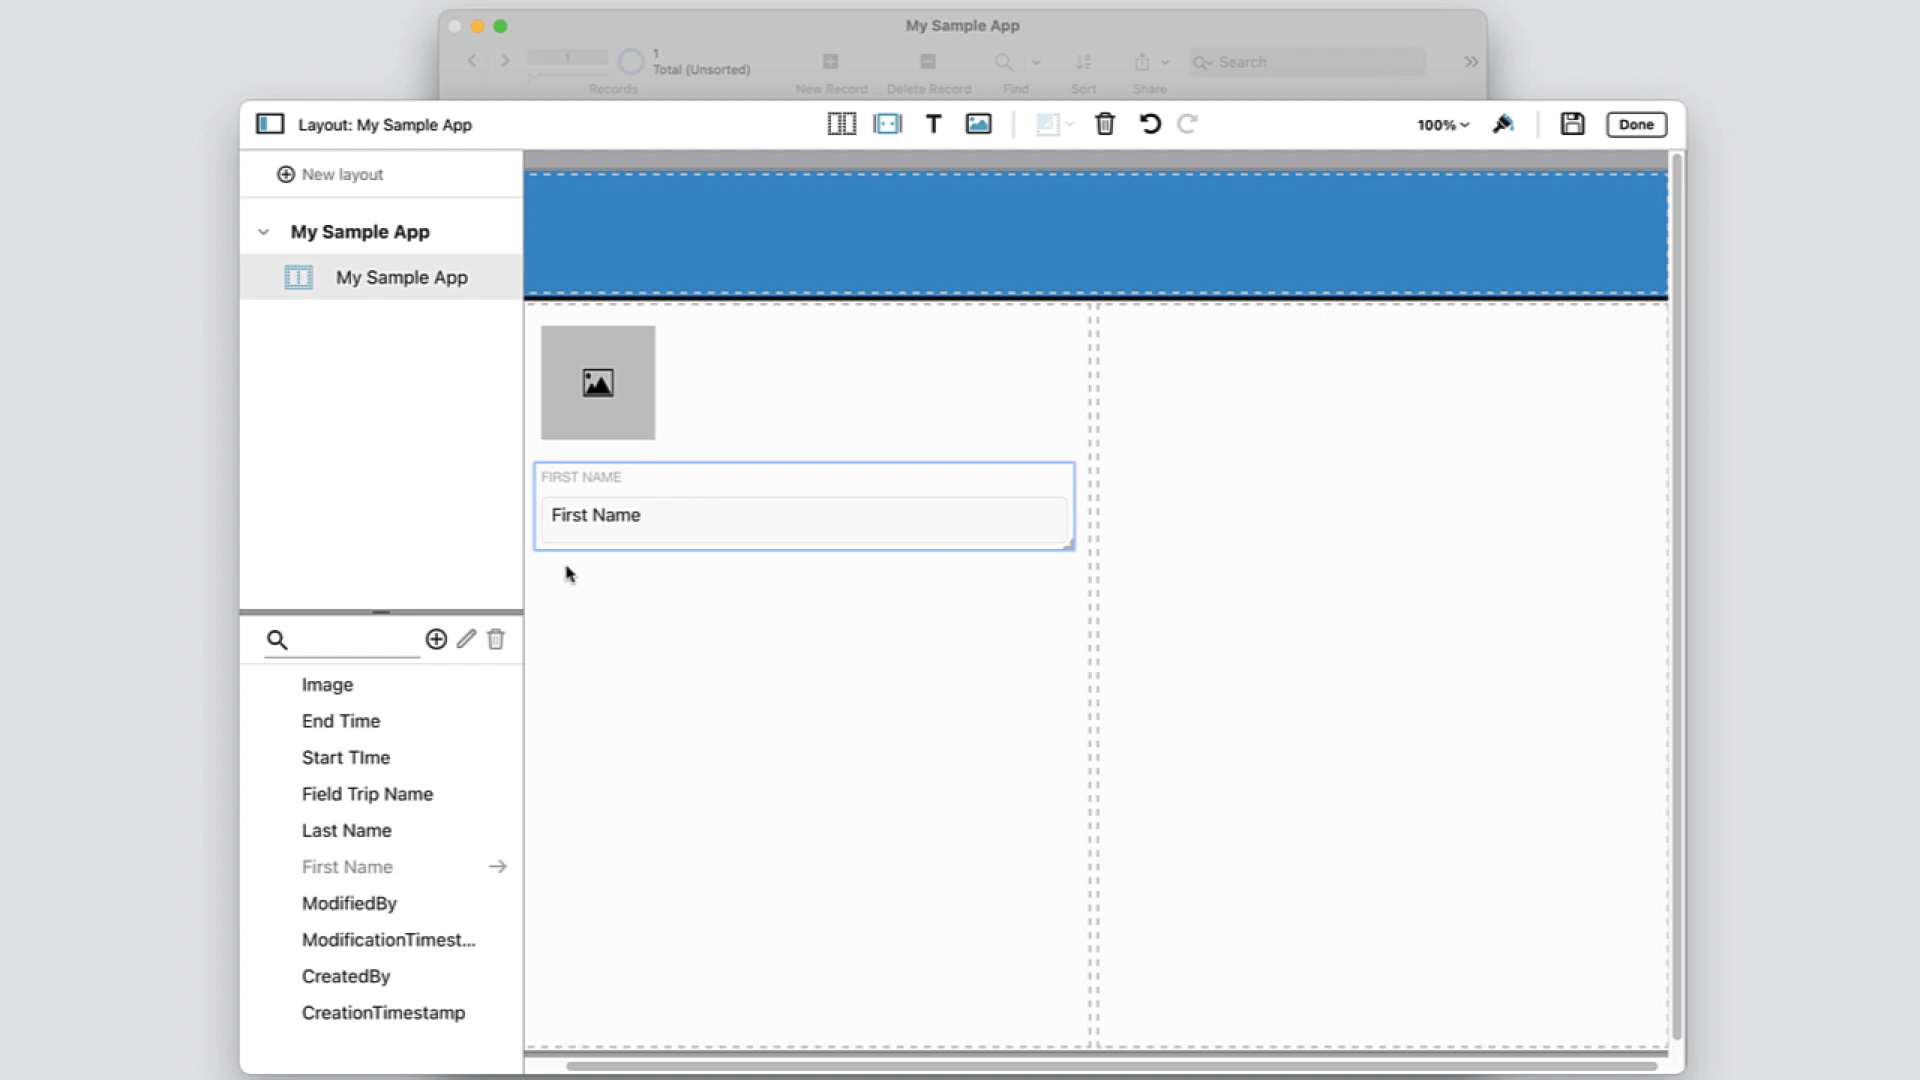 My Sample App
1
1
Total (Unsorted)
Search
Records
New Record
Delete Record
Find
Sort
Share
Layout: My Sample App
T
100%
Done
New layout
My Sample App
My Sample App
FIRST NAME
First Name
Image
End Time
Start TIme
Field Trip Name
Last Name
First Name
ModifiedBy
ModificationTimest...
CreatedBy
CreationTimestamp